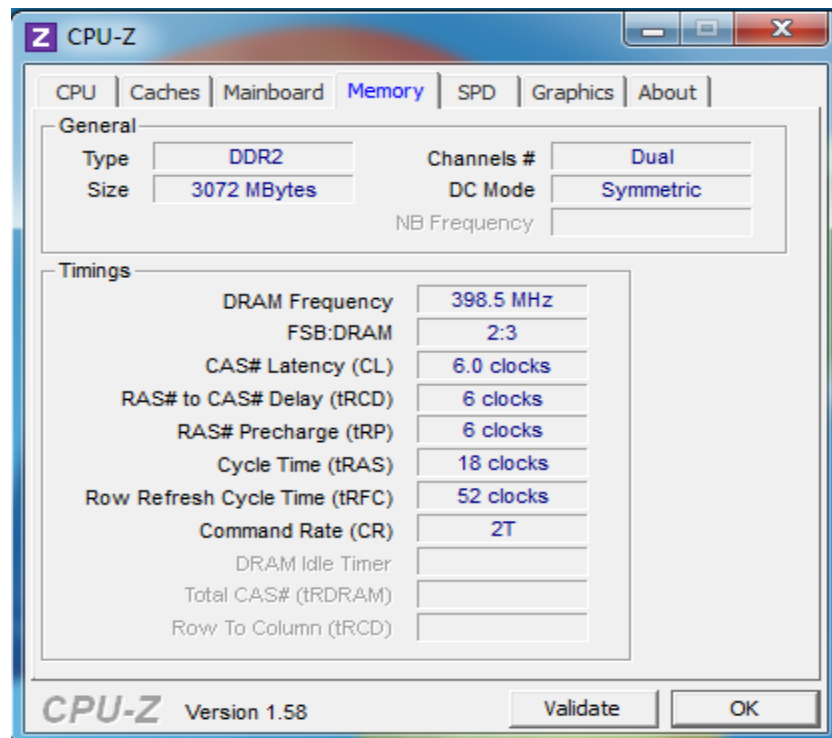 Z CPU-Z
CPU Caches Mainboard Memory SPD Graphics About
General
Type DDR2 Channels # Dual
Size 3072 MBytes DC Mode Symmetric
NB Frequency
Timings
DRAM Frequency 398.5 MHz
FSB:DRAM 2:3
CAS# Latency (CL) 6.0 clocks
RAS# to CAS# Delay (tRCD) 6 clocks
RAS# Precharge (tRP) 6 clocks
Cycle Time (tRAS) 18 clocks
Row Refresh Cycle Time (tRFC) 52 clocks
Command Rate (CR) 2T
DRAM Idle Timer
Total CAS# (tRDRAM)
Row To Column (tRCD)
CPU-Z Version 1.58 Validate OK